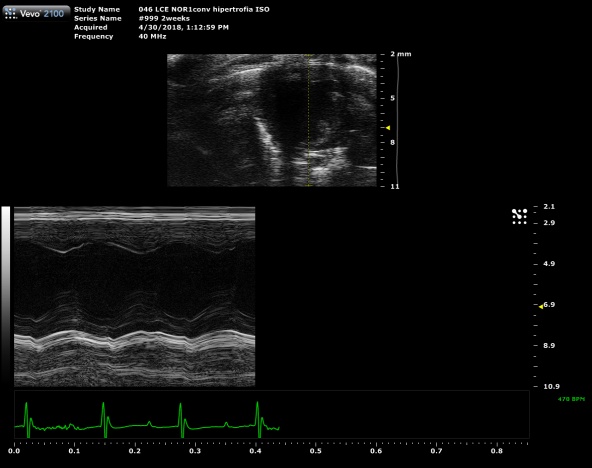 Vevo 2100
Study Name 046 LCE NOR1conv hipertrofia ISO
Series Name #999 2weeks
Acquired 4/30/2018, 1:12:59 PM
Frequency 40 MHz
2 mm
5
8
11
2.1
2.9
4.9
6.9
8.9
10.9
470 BPM
0.0 0.1 0.2 0.3 0.4 0.5 0.6 0.7 0.8